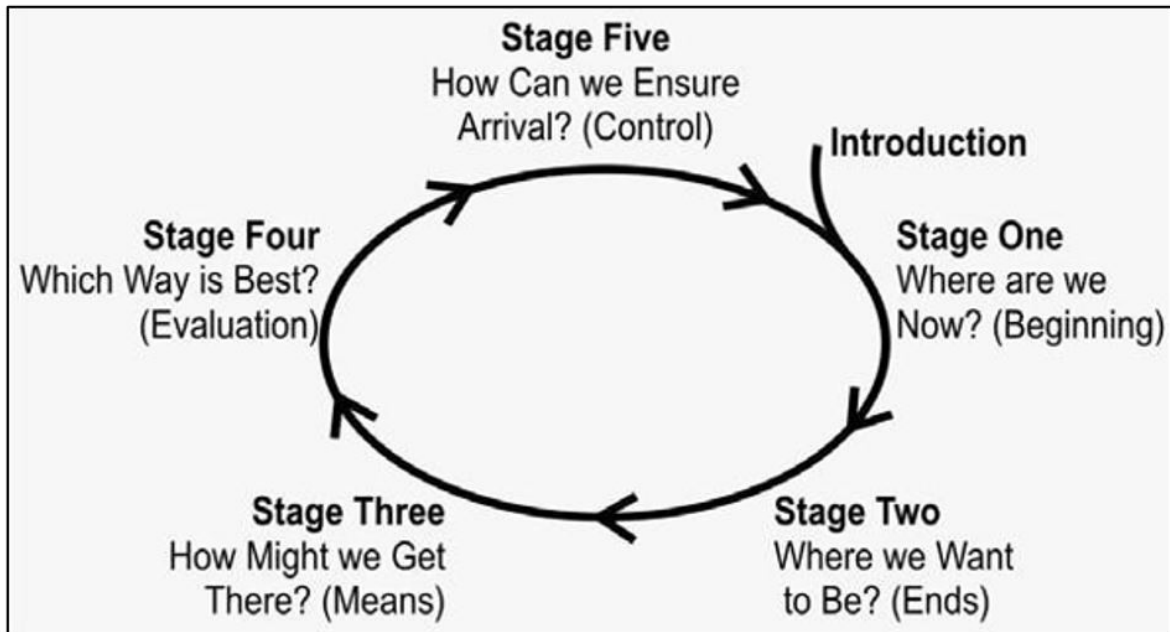 Stage Five
How Can we Ensure
Arrival? (Control)
Introduction
Stage One
Where are we
Now? (Beginning)
Stage Two
Where we Want
to Be? (Ends)
Stage Three
How Might we Get
There? (Means)
Stage Four
Which Way is Best?
(Evaluation)